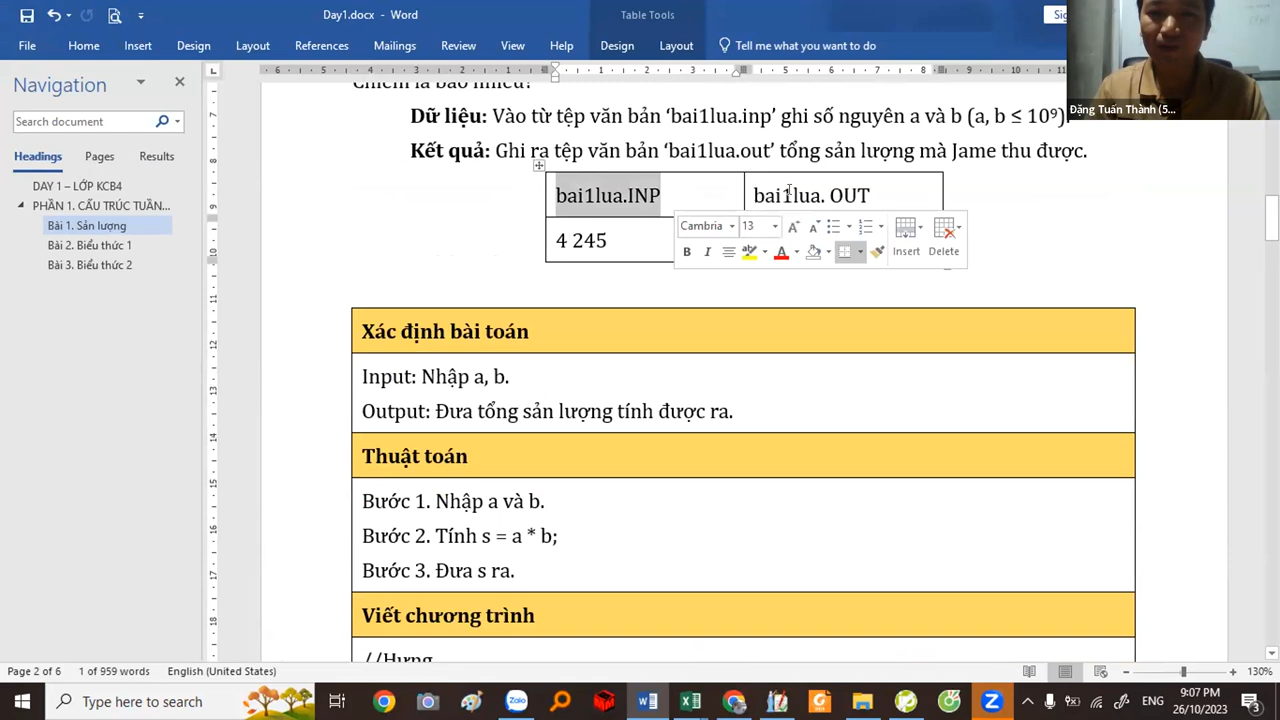 Day1.docx - Word
Table Tools
File Home Insert Design Layout References Mailings Review View Help Design Layout Tell me what you want to do
Đặng Tuấn Thành (5...
Navigation
Search document
Headings Pages Results
DAY 1 – LỚP KCB4
PHẦN 1. CẤU TRÚC TUẦN...
Bài 1. Sản lượng
Bài 2. Biểu thức 1
Bài 3. Biểu thức 2
Dữ liệu: Vào từ tệp văn bản ‘bai1lua.inp’ ghi số nguyên a và b (a, b ≤ 10⁹).
Kết quả: Ghi ra tệp văn bản ‘bai1lua.out’ tổng sản lượng mà Jame thu được.
bai1lua.INP bai1lua. OUT
4 245
Cambria 13
Insert Delete
Xác định bài toán
Input: Nhập a, b.
Output: Đưa tổng sản lượng tính được ra.
Thuật toán
Bước 1. Nhập a và b.
Bước 2. Tính s = a * b;
Bước 3. Đưa s ra.
Viết chương trình
//Hưng
Page 2 of 6 1 of 959 words English (United States) 130%
Type here to search
ENG
9:07 PM
26/10/2023